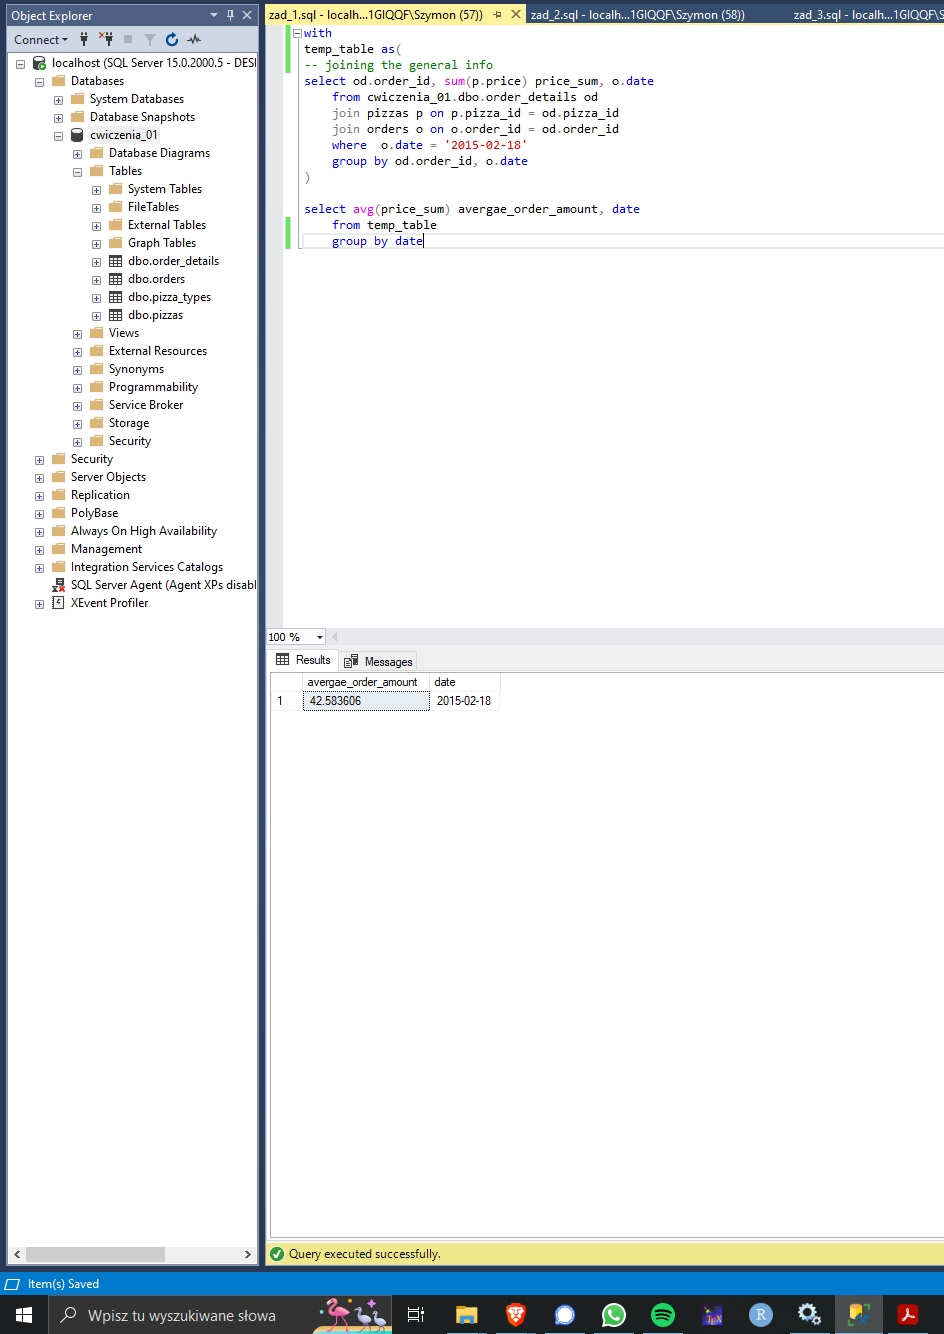 Object Explorer
Connect
localhost (SQL Server 15.0.2000.5 - DESI
Databases
System Databases
Database Snapshots
cwiczenia_01
Database Diagrams
Tables
System Tables
FileTables
External Tables
Graph Tables
dbo.order_details
dbo.orders
dbo.pizza_types
dbo.pizzas
Views
External Resources
Synonyms
Programmability
Service Broker
Storage
Security
Security
Server Objects
Replication
PolyBase
Always On High Availability
Management
Integration Services Catalogs
SQL Server Agent (Agent XPs disabl
XEvent Profiler
zad_1.sql - localh...1GIQQF\Szymon (57))
zad_2.sql - localh...1GIQQF\Szymon (58))
zad_3.sql - localh...1GIQQF\S
with
temp_table as(
-- joining the general info
select od.order_id, sum(p.price) price_sum, o.date
from cwiczenia_01.dbo.order_details od
join pizzas p on p.pizza_id = od.pizza_id
join orders o on o.order_id = od.order_id
where  o.date = '2015-02-18'
group by od.order_id, o.date
)
select avg(price_sum) avergae_order_amount, date
from temp_table
group by date
100 %
Results
Messages
avergae_order_amount date
1 42.583606 2015-02-18
Query executed successfully.
Item(s) Saved
Wpisz tu wyszukiwane słowa
TEX
R